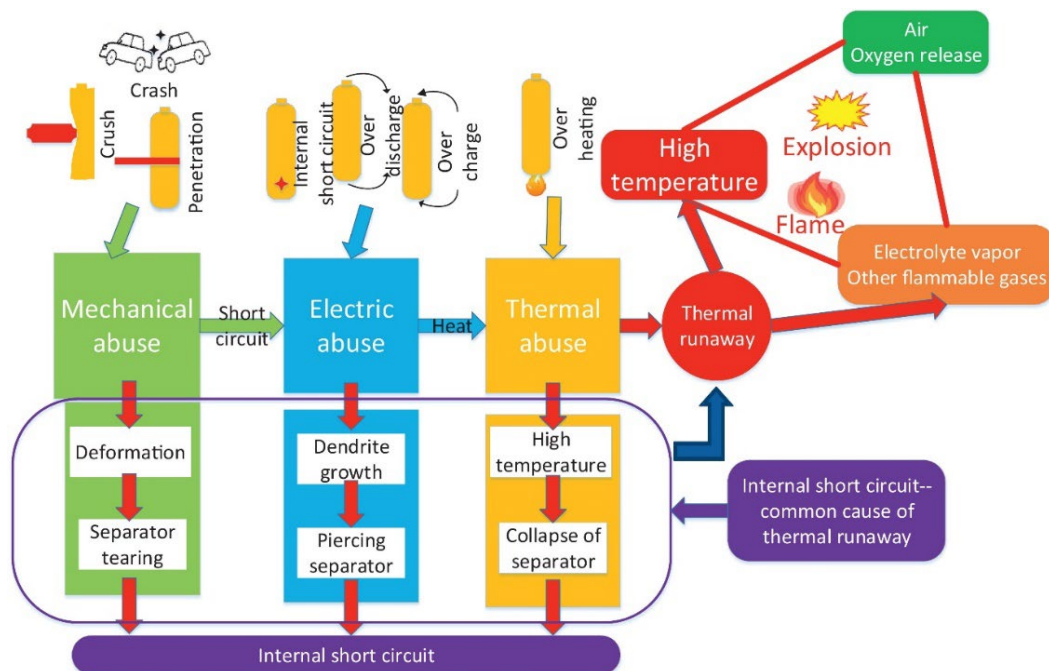 Crash
Crush
Penetration
Internal
short circuit
Over
discharge
Over
charge
Over
heating
Air
Oxygen release
High
temperature
Explosion
Flame
Electrolyte vapor
Other flammable gases
Mechanical
abuse
Short
circuit
Electric
abuse
Heat
Thermal
abuse
Thermal
runaway
Deformation
Separator
tearing
Dendrite
growth
Piercing
separator
High
temperature
Collapse of
separator
Internal short circuit--
common cause of
thermal runaway
Internal short circuit